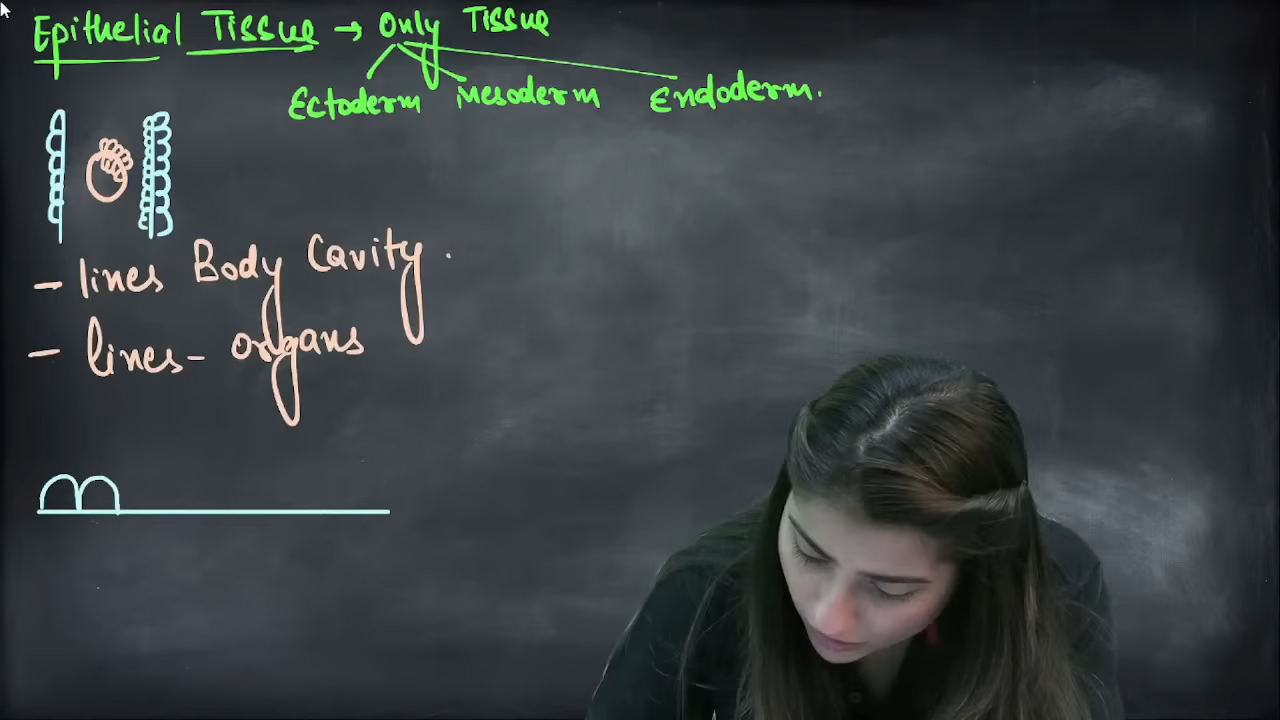 Epithelial Tissue → Only Tissue
Ectoderm Mesoderm Endoderm.
- lines Body Cavity.
- lines - organs